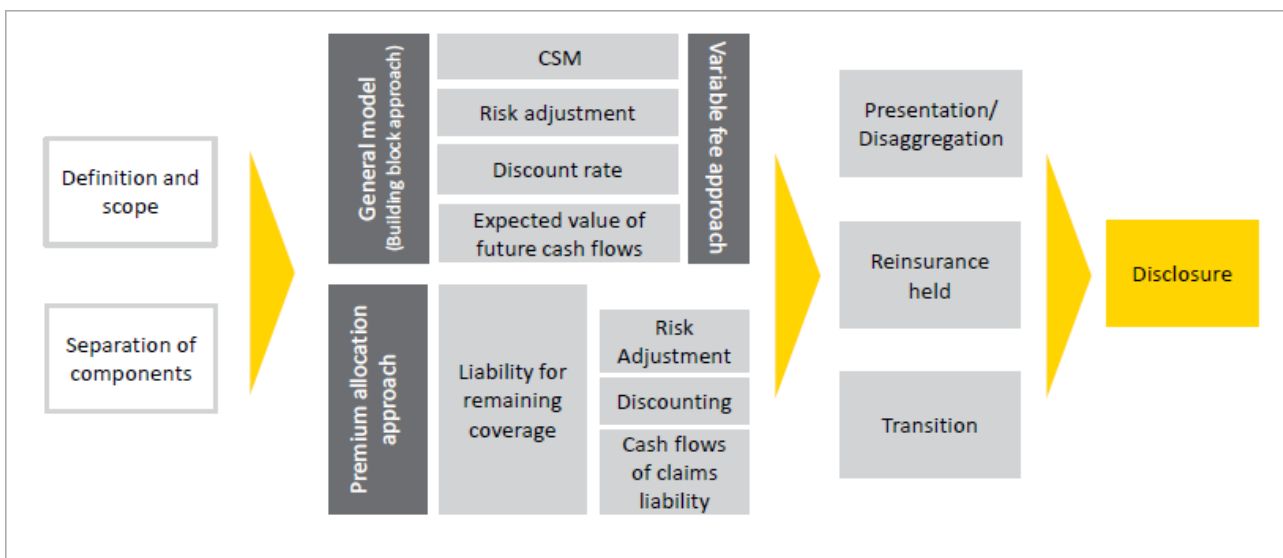 Definition and
scope
Separation of
components
General model
(Building block approach)
CSM
Risk adjustment
Discount rate
Expected value of
future cash flows
Variable fee approach
Premium allocation
approach
Liability for
remaining
coverage
Risk
Adjustment
Discounting
Cash flows
of claims
liability
Presentation/
Disaggregation
Reinsurance
held
Transition
Disclosure